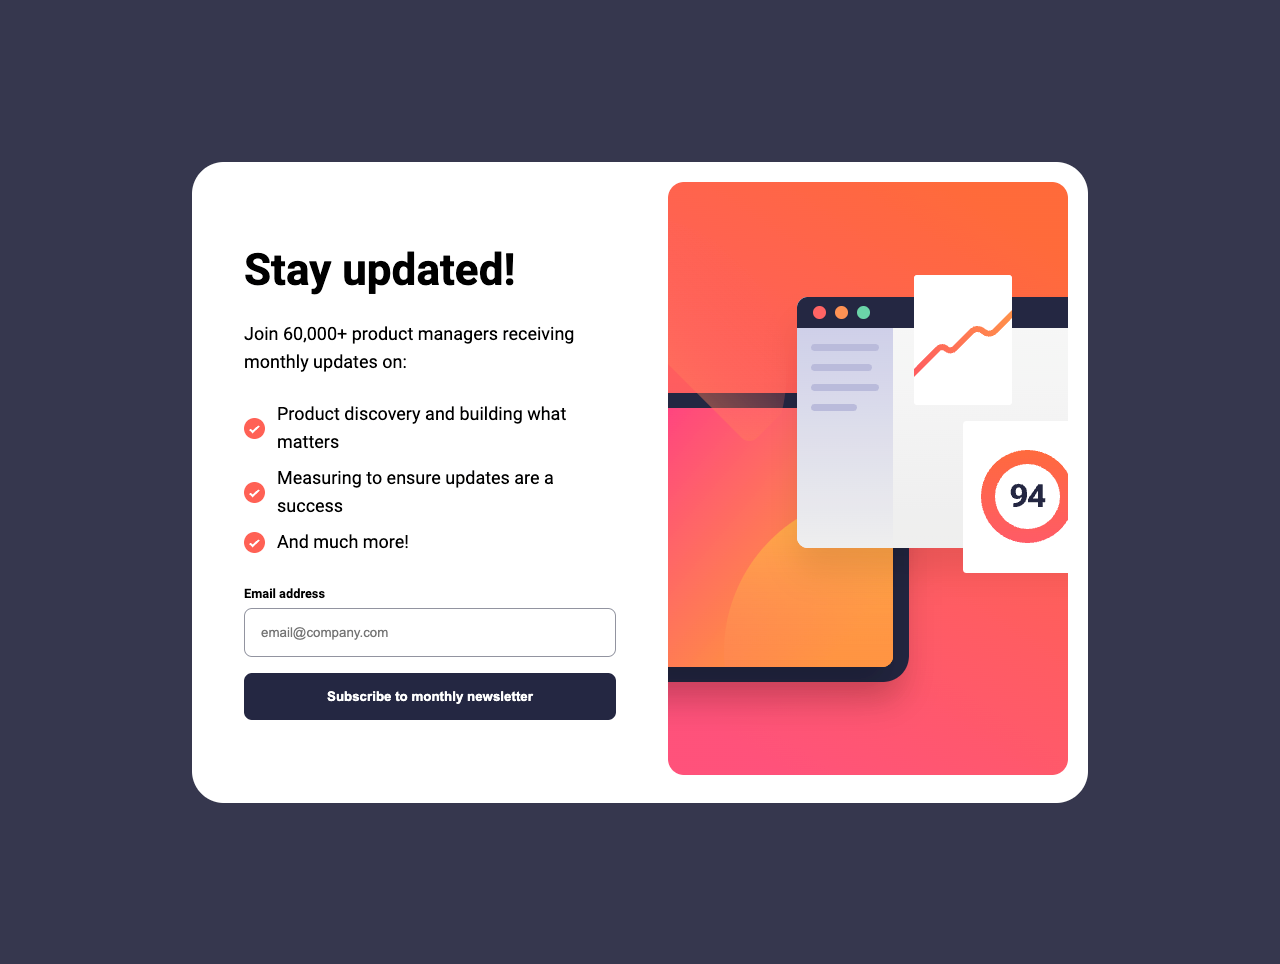 Stay updated!
Join 60,000+ product managers receiving
monthly updates on:
Product discovery and building what
matters
Measuring to ensure updates are a
success
And much more!
Email address
email@company.com
Subscribe to monthly newsletter
94